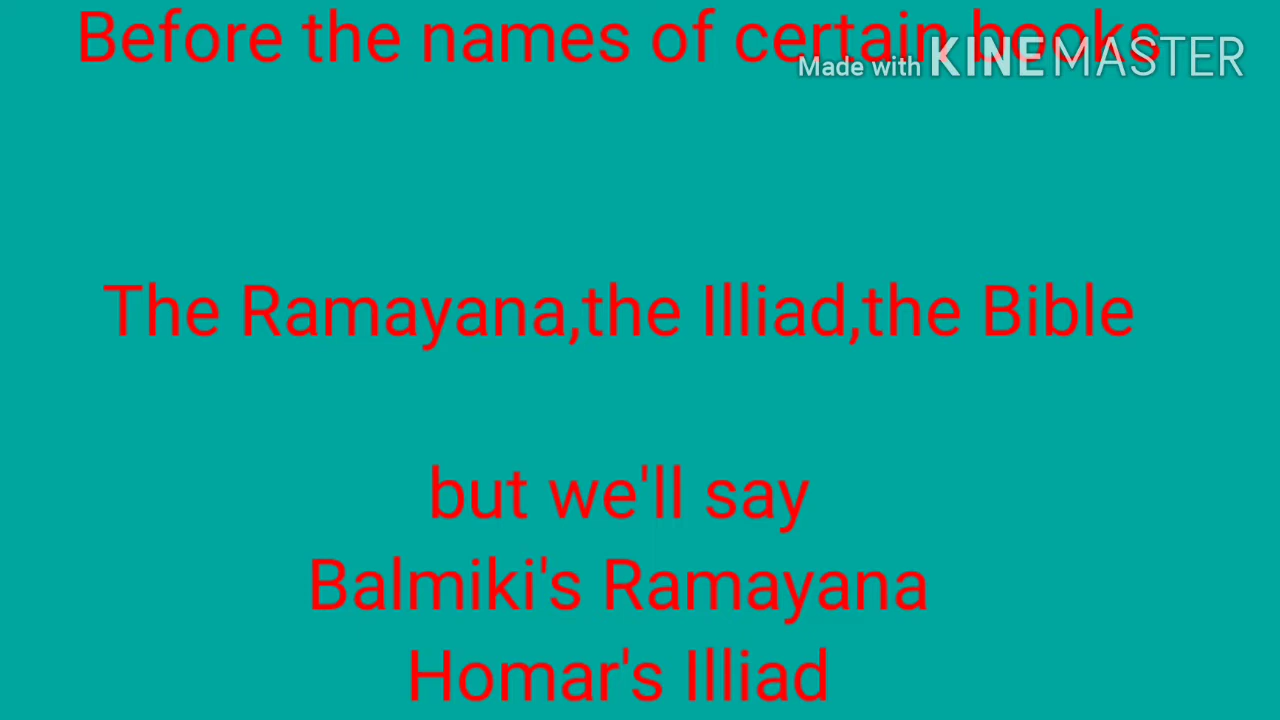 Before the names of certain books
Made with KINEMASTER
The Ramayana,the Illiad,the Bible
but we'll say
Balmiki's Ramayana
Homar's Illiad